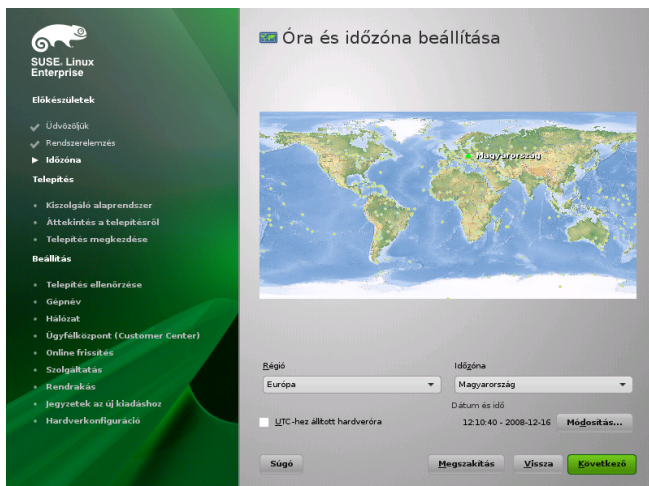 SUSE. Linux
Enterprise
Előkészületek
Üdvözöljük
Rendszerelemzés
Időzóna
Telepítés
Kiszolgáló alaprendszer
Áttekintés a telepítésről
Telepítés megkezdése
Beállítás
Telepítés ellenőrzése
Gépnév
Hálózat
Ügyfélközpont (Customer Center)
Online frissítés
Szolgáltatás
Rendrakás
Jegyzetek az új kiadáshoz
Hardverkonfiguráció
Óra és időzóna beállítása
Magyarország
Régió
Európa
Időzóna
Magyarország
Dátum és idő
UTC-hez állított hardveróra
12:10:40 - 2008-12-16
Módosítás...
Súgó
Megszakítás
Vissza
Következő